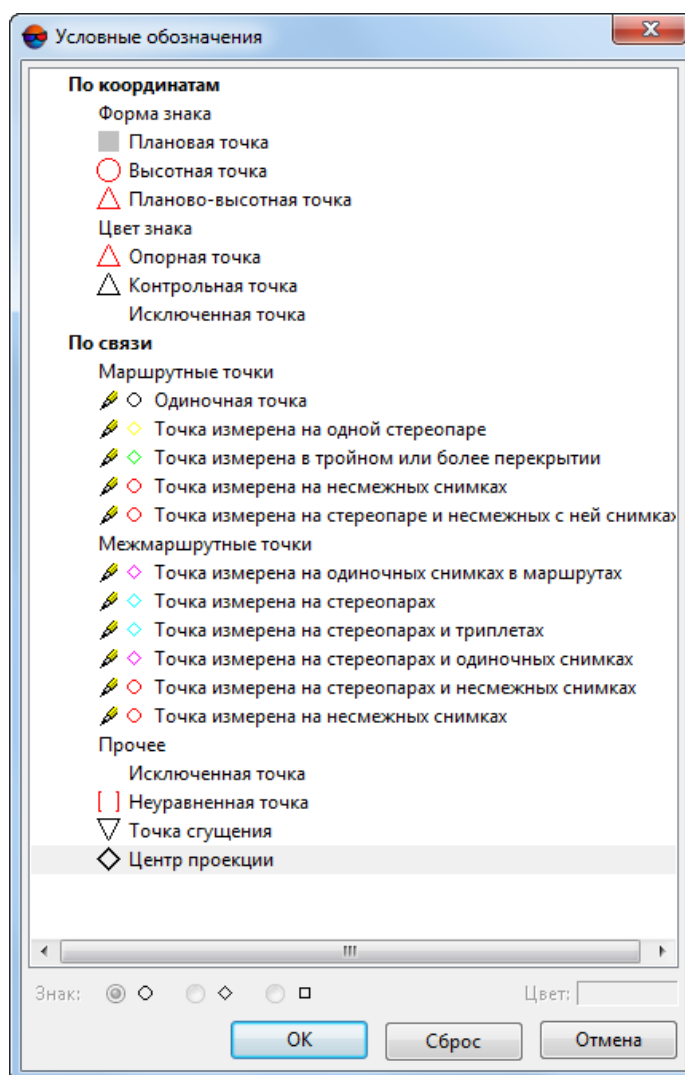 Условные обозначения
По координатам
Форма знака
Плановая точка
Высотная точка
Планово-высотная точка
Цвет знака
Опорная точка
Контрольная точка
Исключенная точка
По связи
Маршрутные точки
Одиночная точка
Точка измерена на одной стереопаре
Точка измерена в тройном или более перекрытии
Точка измерена на несмежных снимках
Точка измерена на стереопаре и несмежных с ней снимках
Межмаршрутные точки
Точка измерена на одиночных снимках в маршрутах
Точка измерена на стереопарах
Точка измерена на стереопарах и триплетах
Точка измерена на стереопарах и одиночных снимках
Точка измерена на стереопарах и несмежных снимках
Точка измерена на несмежных снимках
Прочее
Исключенная точка
Неуравненная точка
Точка сгущения
Центр проекции
Знак: Цвет:
ОК Сброс Отмена